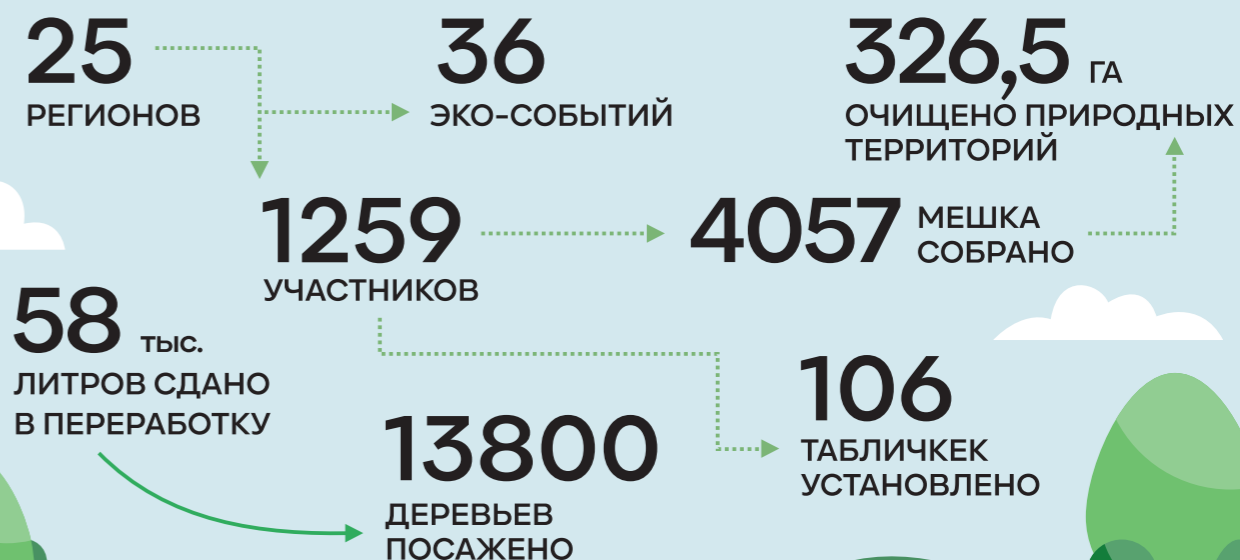 25
РЕГИОНОВ
36
ЭКО-СОБЫТИЙ
326,5 ГА
ОЧИЩЕНО ПРИРОДНЫХ
ТЕРРИТОРИЙ
1259
УЧАСТНИКОВ
4057 МЕШКА
СОБРАНО
58 тыс.
ЛИТРОВ СДАНО
В ПЕРЕРАБОТКУ
13800
ДЕРЕВЬЕВ
ПОСАЖЕНО
106
ТАБЛИЧКЕК
УСТАНОВЛЕНО